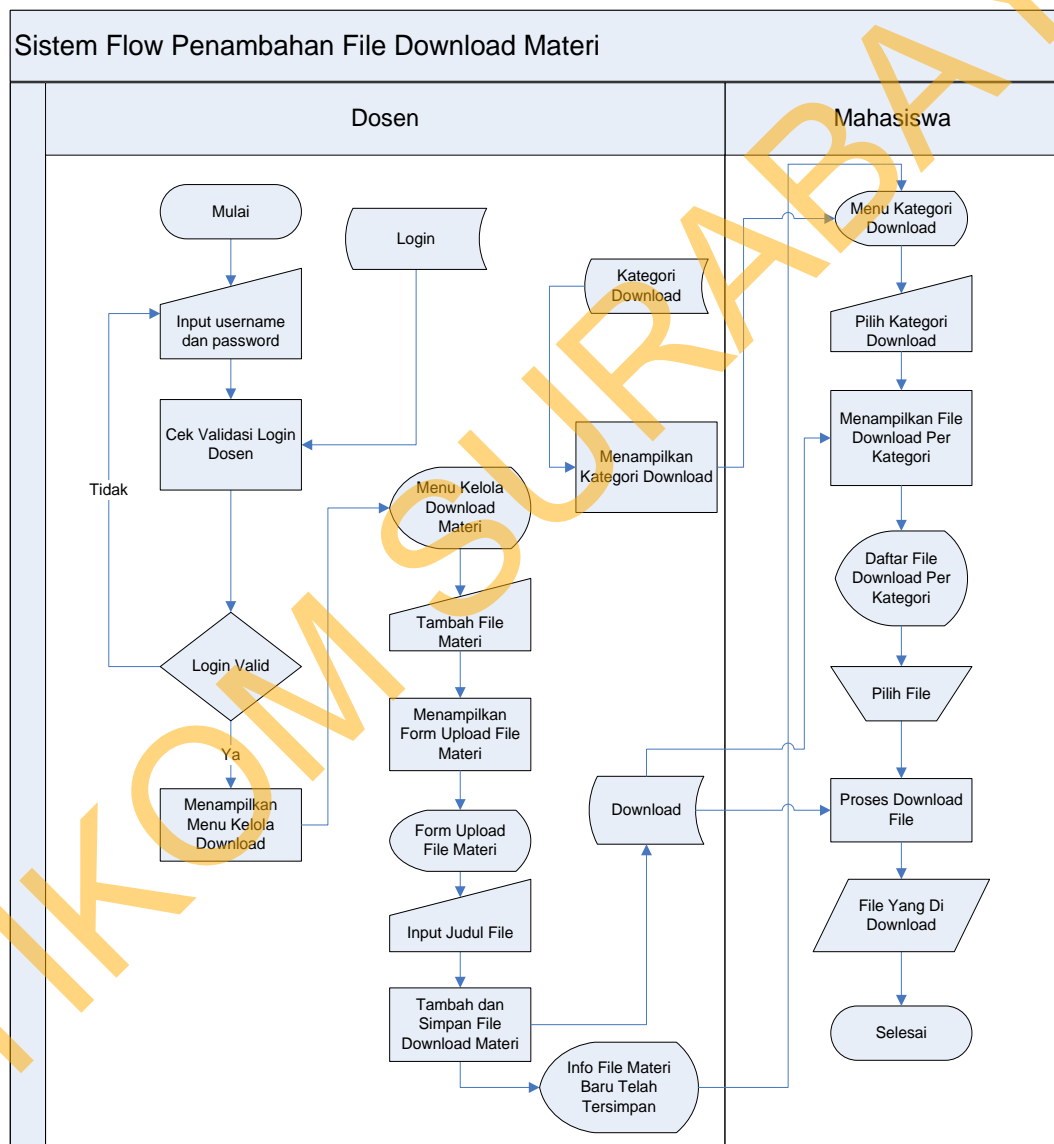 Sistem Flow Penambahan File Download Materi
Dosen
Mahasiswa
Mulai
Login
Input username
dan password
Cek Validasi Login
Dosen
Tidak
Login Valid
Ya
Menampilkan
Menu Kelola
Download
Menu Kelola
Download
Materi
Tambah File
Materi
Menampilkan
Form Upload File
Materi
Form Upload
File Materi
Input Judul File
Tambah dan
Simpan File
Download Materi
Info File Materi
Baru Telah
Tersimpan
Kategori
Download
Menampilkan
Kategori Download
Download
Menu Kategori
Download
Pilih Kategori
Download
Menampilkan File
Download Per
Kategori
Daftar File
Download Per
Kategori
Pilih File
Proses Download
File
File Yang Di
Download
Selesai
IKOM SURABAY